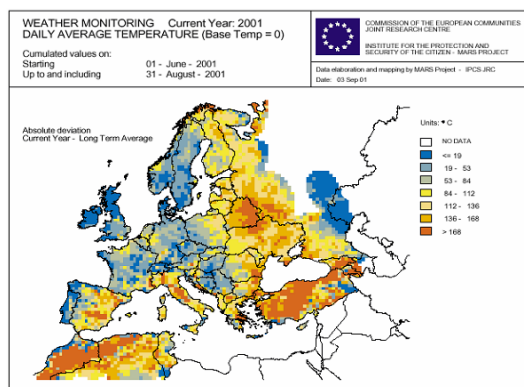 WEATHER MONITORING Current Year: 2001
DAILY AVERAGE TEMPERATURE (Base Temp = 0)
Cumulated values on:
Starting 01 - June - 2001
Up to and including 31 - August - 2001
COMMISSION OF THE EUROPEAN COMMUNITIES
JOINT RESEARCH CENTRE
INSTITUTE FOR THE PROTECTION AND
SECURITY OF THE CITIZEN - MARS PROJECT
Data elaboration and mapping by MARS Project - IPCS JRC
Date: 03 Sep 01
Absolute deviation
Current Year - Long Term Average
Units: ° C
NO DATA
<= 19
19 - 53
53 - 84
84 - 112
112 - 136
136 - 168
> 168